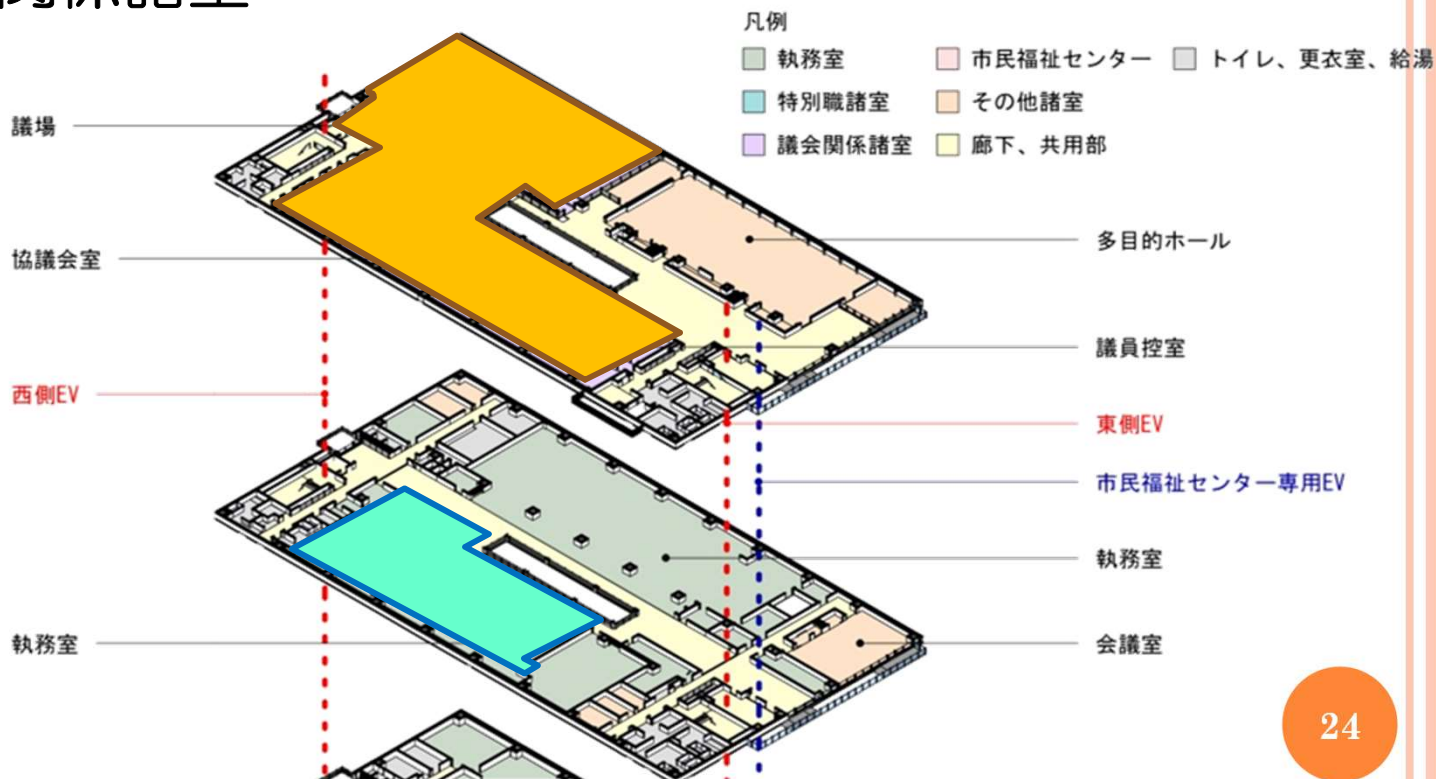 関係諸室
凡例
執務室
市民福祉センター
トイレ、更衣室、給湯
特別職諸室
その他諸室
議会関係諸室
廊下、共用部
議場
協議会室
西側EV
執務室
多目的ホール
議員控室
東側EV
市民福祉センター専用EV
執務室
会議室
24